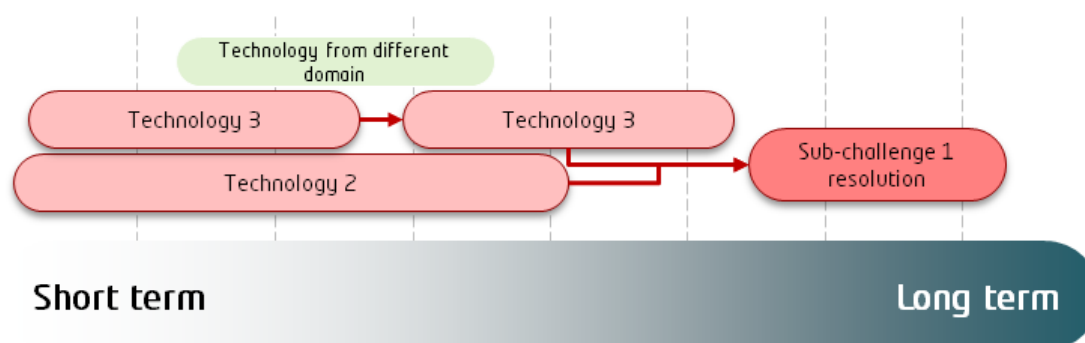 Technology from different
domain
Technology 3
Technology 3
Technology 2
Sub-challenge 1
resolution
Short term
Long term